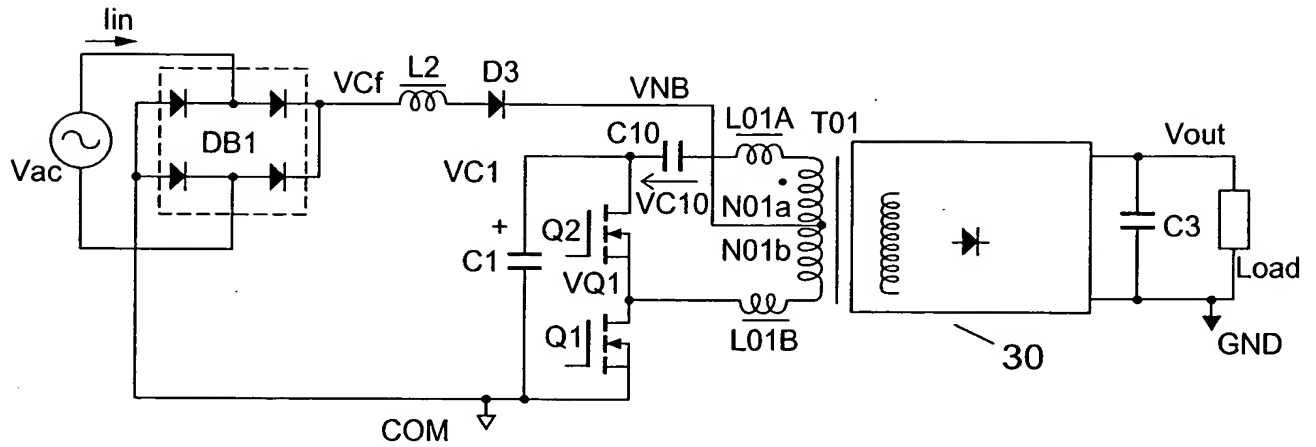 Iin
VCf
L2
D3
VNB
L01A
T01
C10
DB1
Vac
VC1
VC10
N01a
Vout
+
C1
Q2
VQ1
N01b
C3
Load
Q1
L01B
30
GND
COM